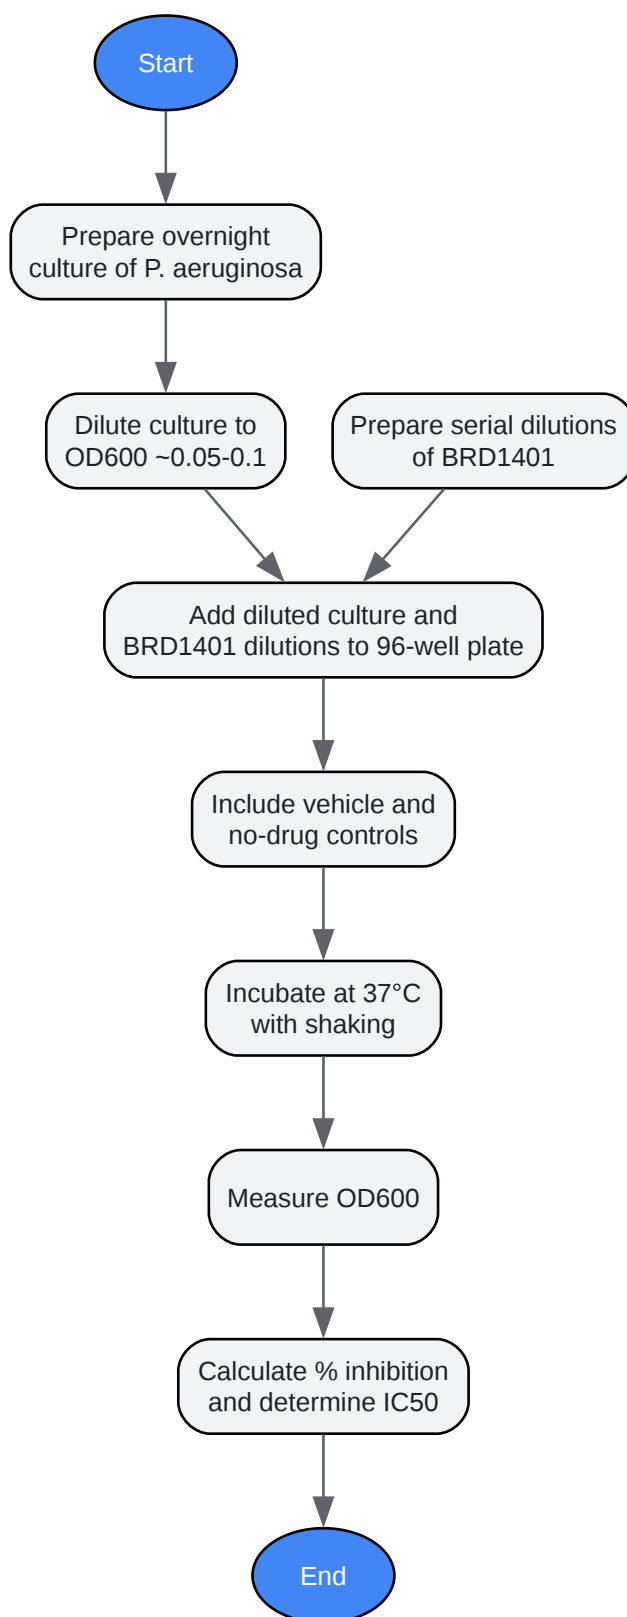 Start
Prepare overnight
culture of P. aeruginosa
Dilute culture to
OD600 ~0.05-0.1
Prepare serial dilutions
of BRD1401
Add diluted culture and
BRD1401 dilutions to 96-well plate
Include vehicle and
no-drug controls
Incubate at 37°C
with shaking
Measure OD600
Calculate % inhibition
and determine IC50
End